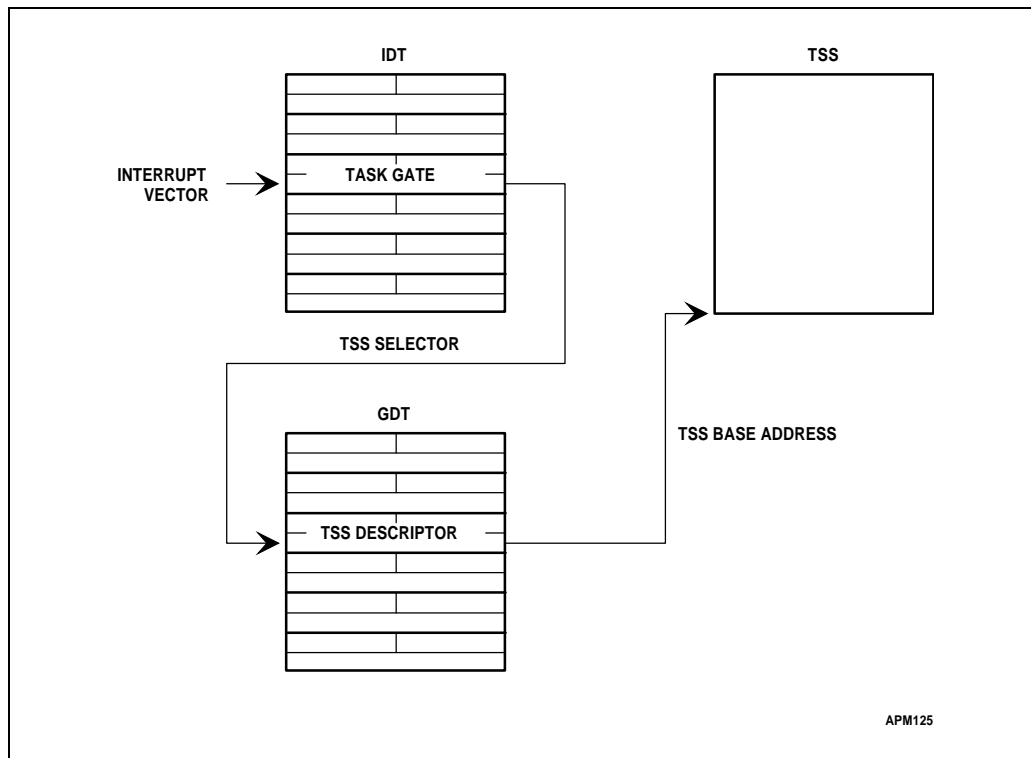 IDT
TSS
INTERRUPT
VECTOR
TASK GATE
TSS SELECTOR
GDT
TSS BASE ADDRESS
TSS DESCRIPTOR
APM125